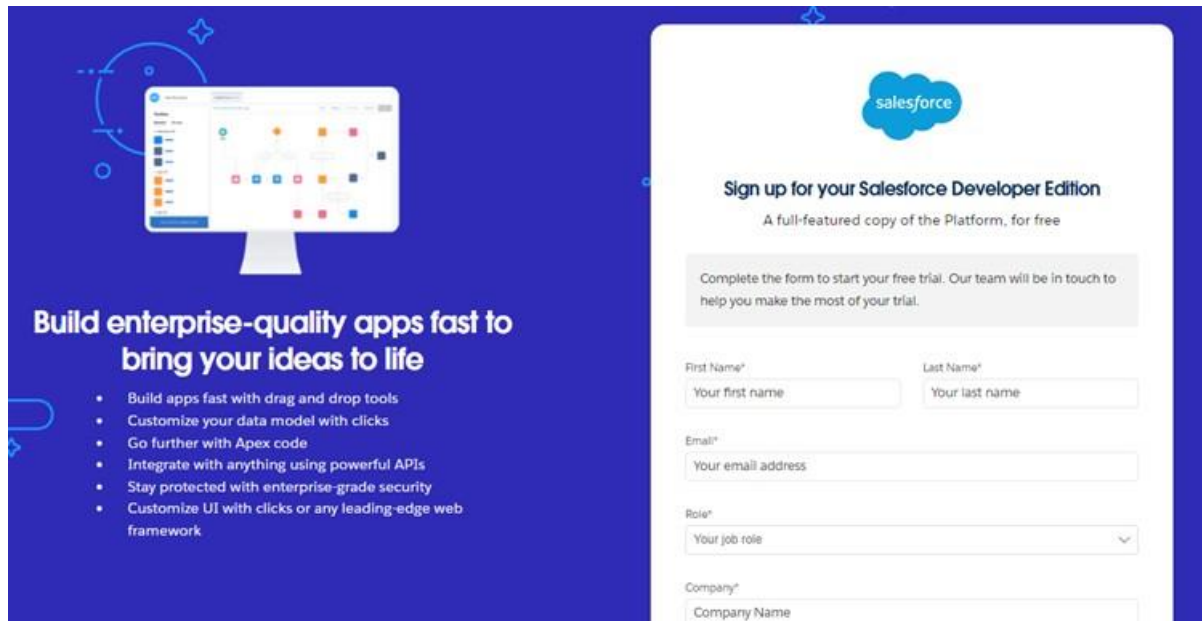 Build enterprise-quality apps fast to
bring your ideas to life
Build apps fast with drag and drop tools
Customize your data model with clicks
Go further with Apex code
Integrate with anything using powerful APIs
Stay protected with enterprise-grade security
Customize UI with clicks or any leading-edge web
framework
salesforce
Sign up for your Salesforce Developer Edition
A full-featured copy of the Platform, for free
Complete the form to start your free trial. Our team will be in touch to
help you make the most of your trial.
First Name* Last Name*
Your first name Your last name
Email*
Your email address
Role*
Your job role
Company*
Company Name